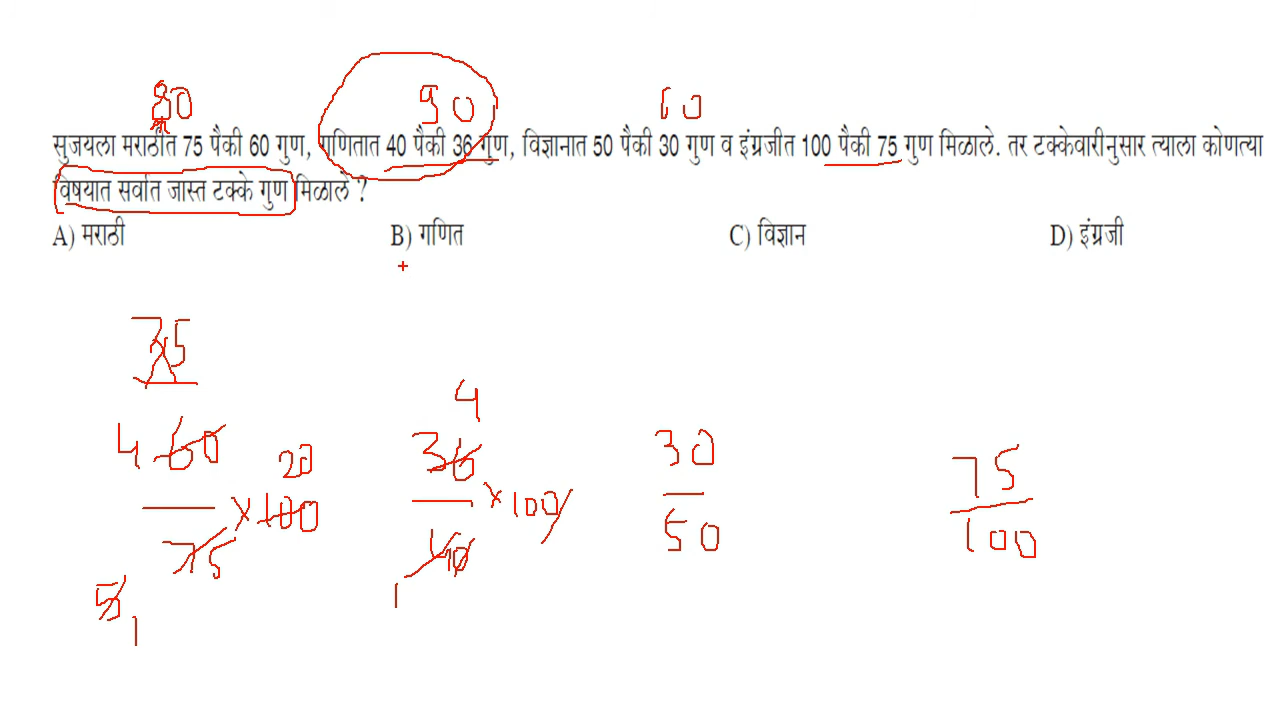 80 90 60
सुजयला मराठीत 75 पैकी 60 गुण, गणितात 40 पैकी 36 गुण, विज्ञानात 50 पैकी 30 गुण व इंग्रजीत 100 पैकी 75 गुण मिळाले. तर टक्केवारीनुसार त्याला कोणत्या
विषयात सर्वात जास्त टक्के गुण मिळाले ?
A) मराठी B) गणित C) विज्ञान D) इंग्रजी
75
4
4 60 20 36 30 75
×100 ×100
75 40 50 100
5 1
1